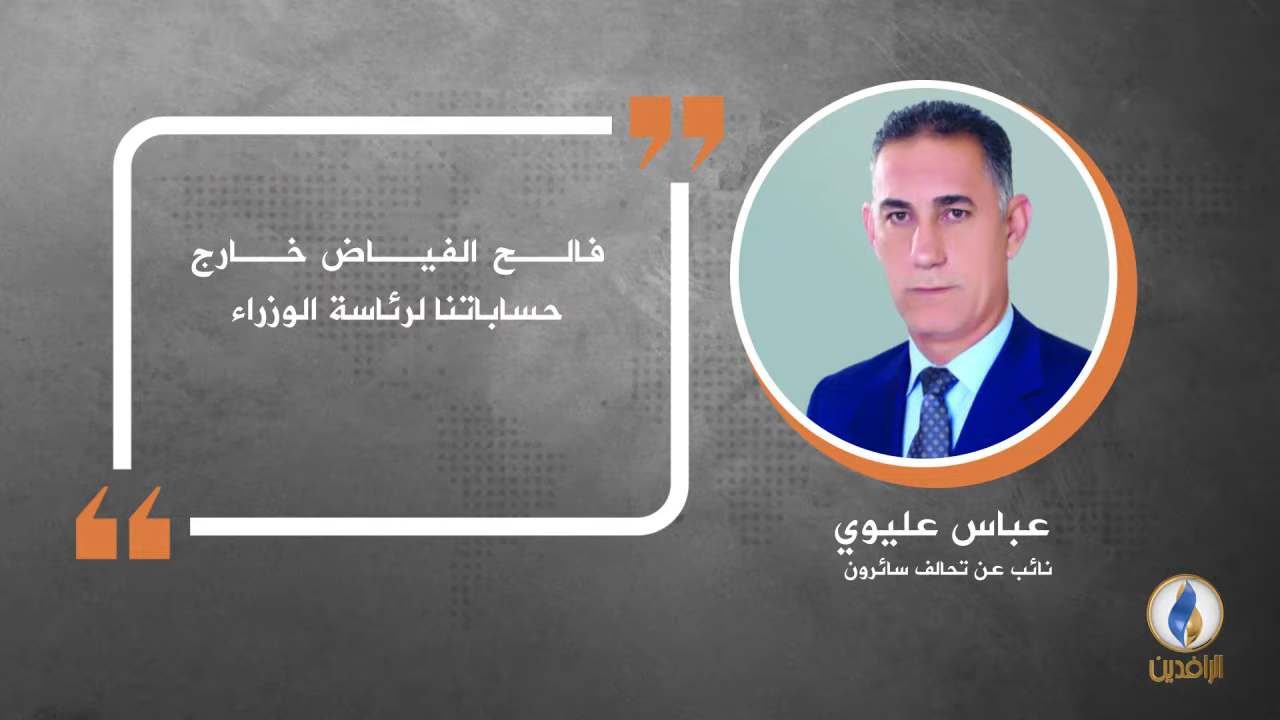 فالح الفياض خارج
حساباتنا لرئاسة الوزراء
عباس عليوي
نائب عن تحالف سائرون
الرافدين